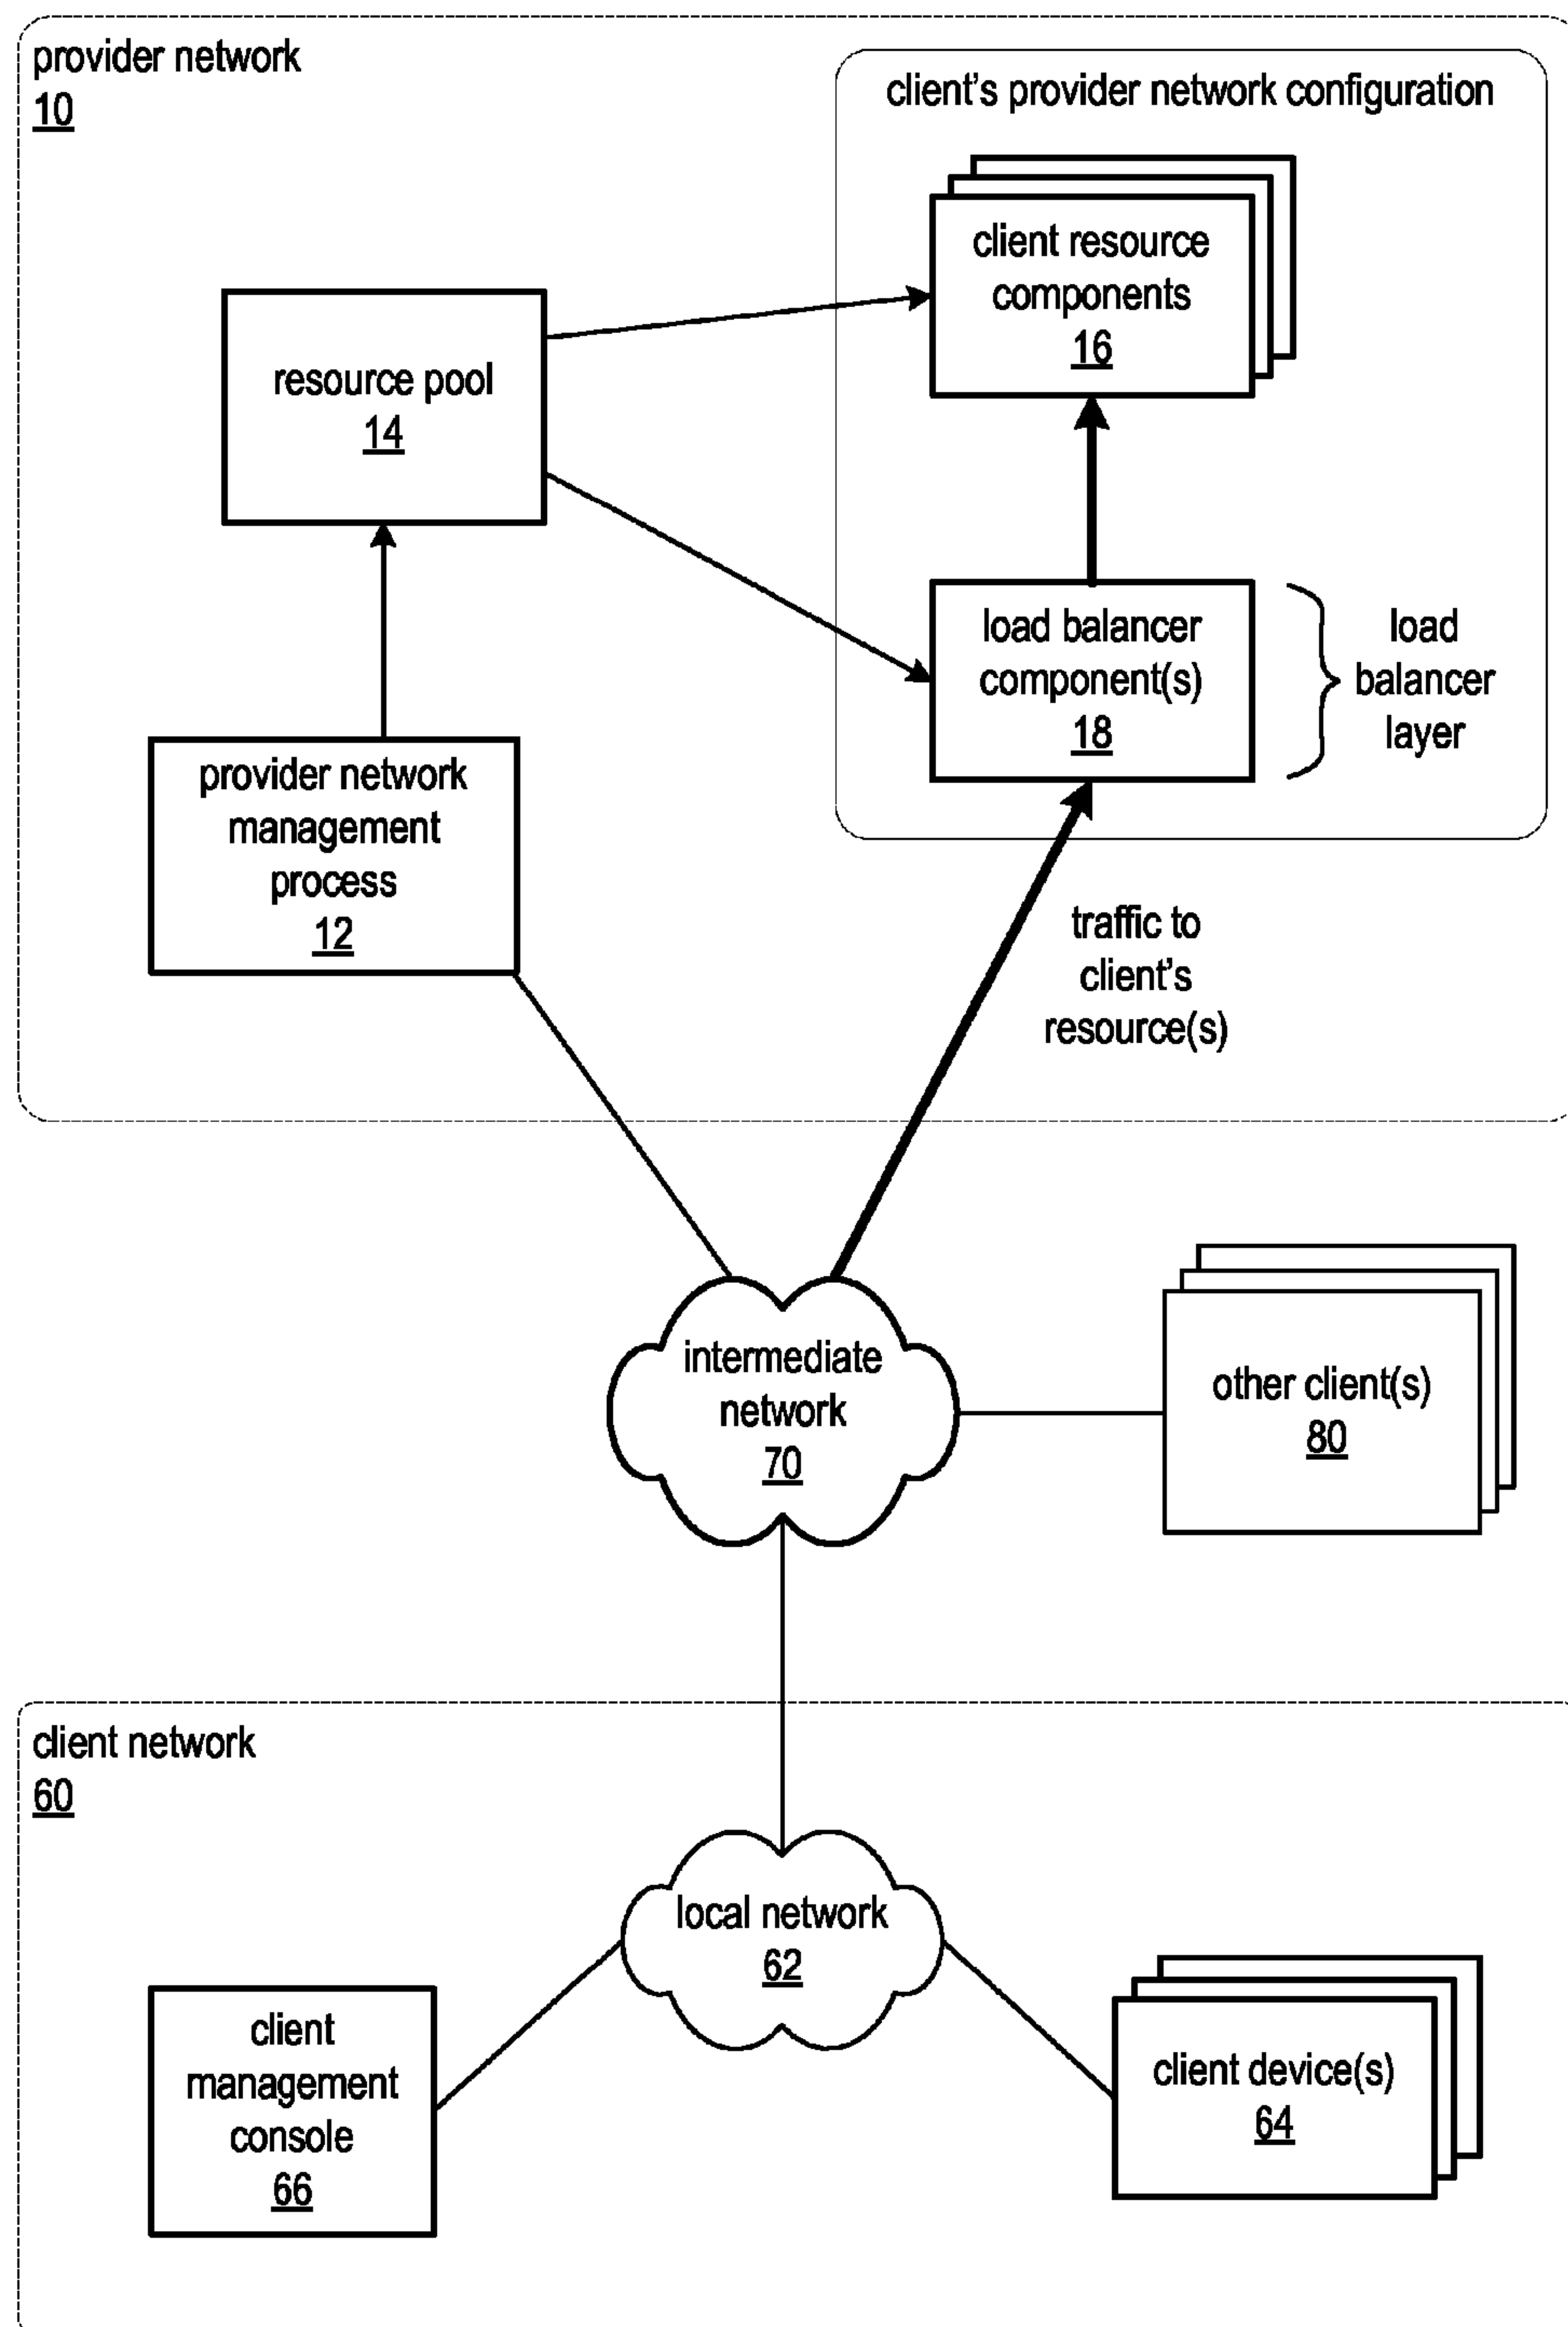 provider network
10
client's provider network configuration
client resource
components
16
resource pool
14
load balancer
component(s)
18
load
balancer
layer
provider network
management
process
12
traffic to
client's
resource(s)
intermediate
network
70
other client(s)
80
client network
60
local network
62
client
management
console
66
client device(s)
64